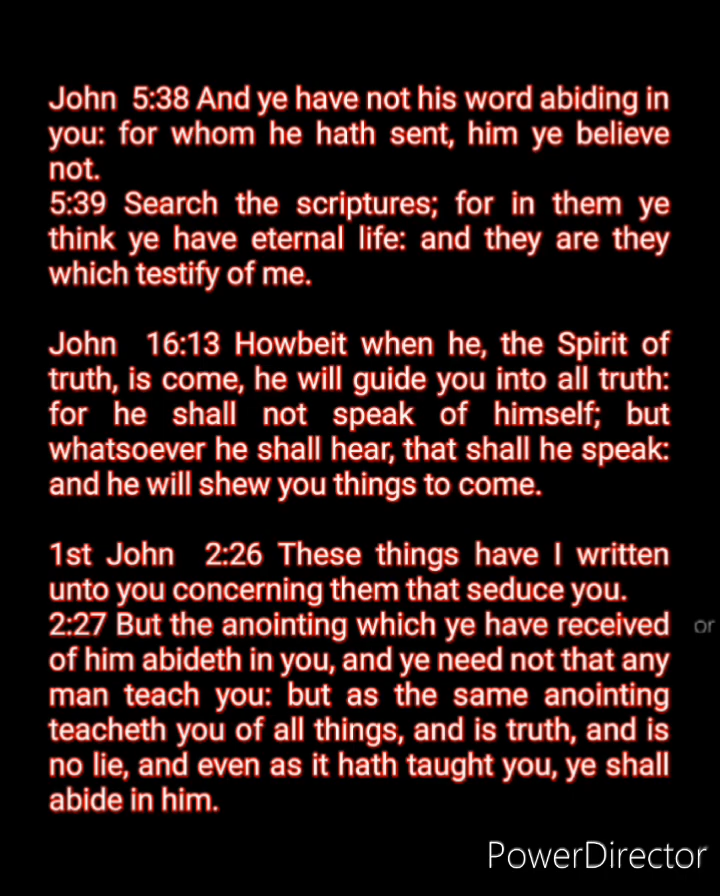 John 5:38 And ye have not his word abiding in
you: for whom he hath sent, him ye believe
not.
5:39 Search the scriptures; for in them ye
think ye have eternal life: and they are they
which testify of me.
John 16:13 Howbeit when he, the Spirit of
truth, is come, he will guide you into all truth:
for he shall not speak of himself; but
whatsoever he shall hear, that shall he speak:
and he will shew you things to come.
1st John 2:26 These things have I written
unto you concerning them that seduce you.
2:27 But the anointing which ye have received
of him abideth in you, and ye need not that any
man teach you: but as the same anointing
teacheth you of all things, and is truth, and is
no lie, and even as it hath taught you, ye shall
abide in him.
or
PowerDirector